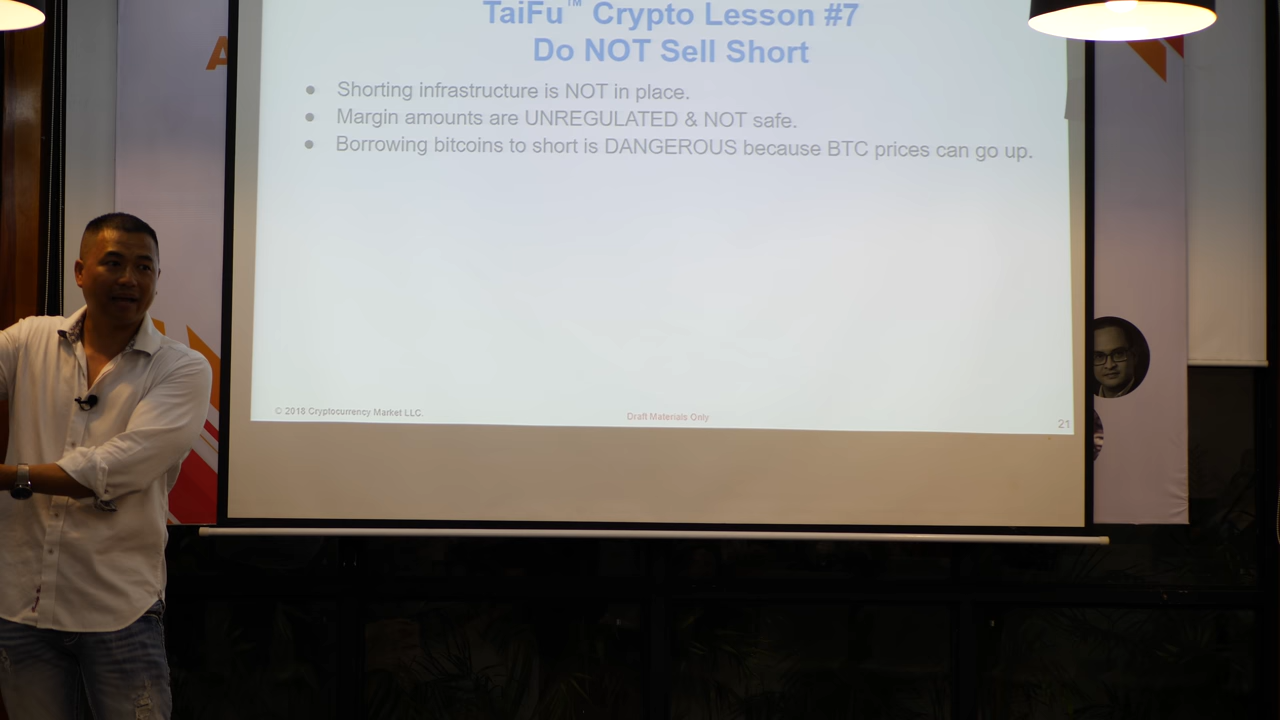 TaiFu™ Crypto Lesson #7
Do NOT Sell Short
● Shorting infrastructure is NOT in place.
● Margin amounts are UNREGULATED & NOT safe.
● Borrowing bitcoins to short is DANGEROUS because BTC prices can go up.
© 2018 Cryptocurrency Market LLC.
Draft Materials Only
21